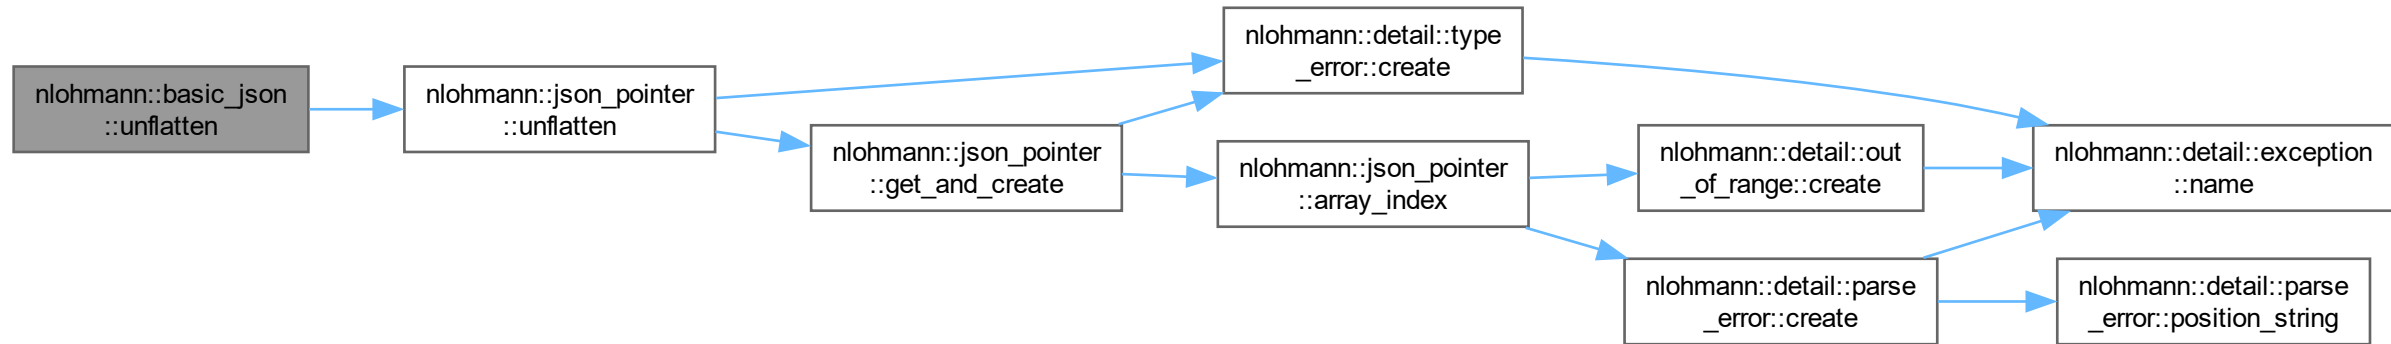 nlohmann::basic_json
::unflatten
nlohmann::json_pointer
::unflatten
nlohmann::detail::type
_error::create
nlohmann::json_pointer
::get_and_create
nlohmann::json_pointer
::array_index
nlohmann::detail::out
_of_range::create
nlohmann::detail::exception
::name
nlohmann::detail::parse
_error::create
nlohmann::detail::parse
_error::position_string